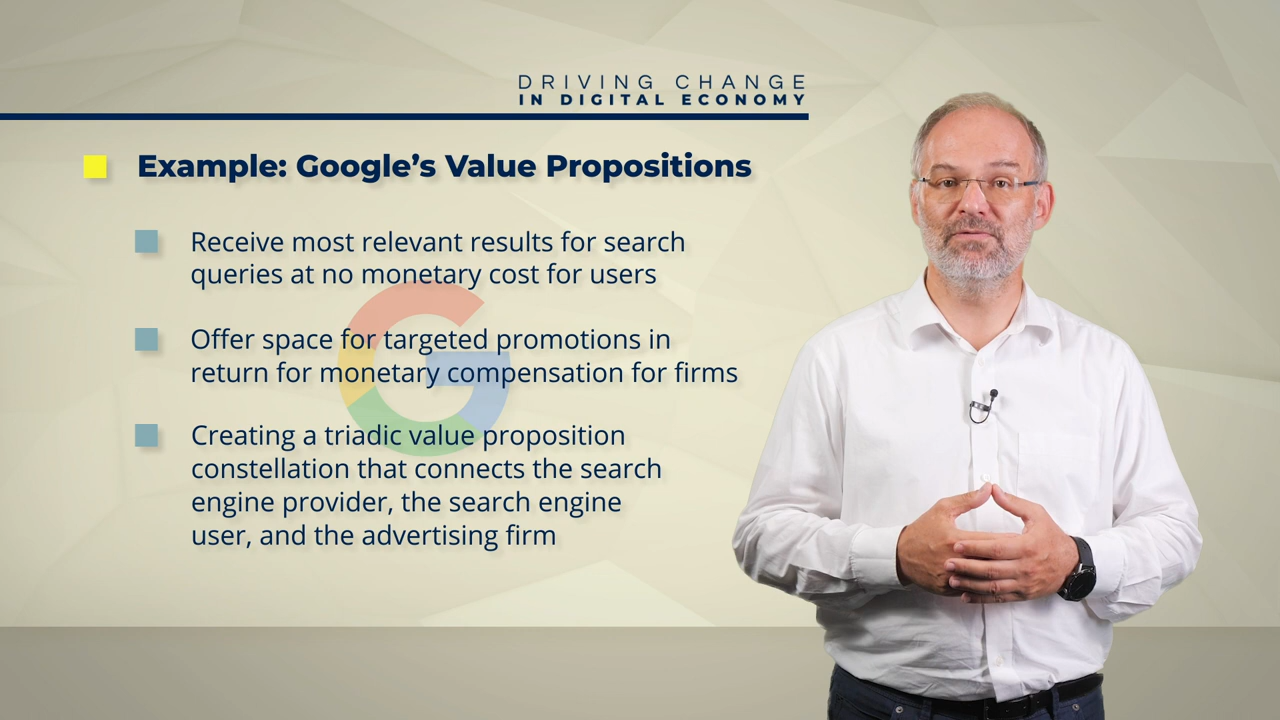 DRIVING CHANGE
IN DIGITAL ECONOMY
Example: Google’s Value Propositions
Receive most relevant results for search
queries at no monetary cost for users
Offer space for targeted promotions in
return for monetary compensation for firms
Creating a triadic value proposition
constellation that connects the search
engine provider, the search engine
user, and the advertising firm